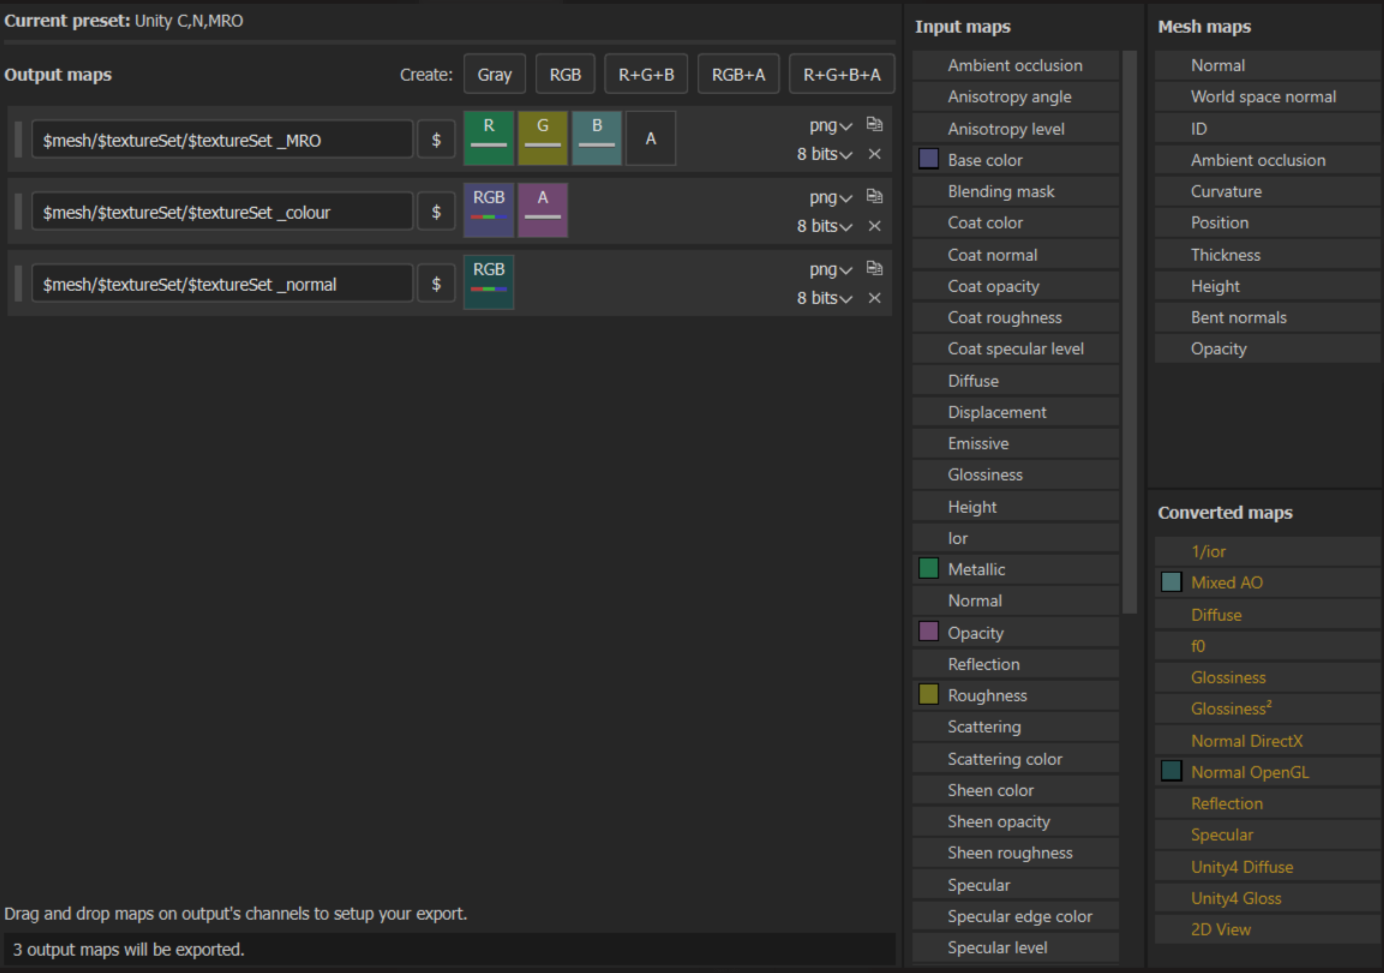 Current preset: Unity C,N,MRO
Output maps
Create:
Gray
RGB
R+G+B
RGB+A
R+G+B+A
$mesh/$textureSet/$textureSet _MRO
$
R
G
B
A
png
8 bits
$mesh/$textureSet/$textureSet _colour
$
RGB
A
png
8 bits
$mesh/$textureSet/$textureSet _normal
$
RGB
png
8 bits
Drag and drop maps on output's channels to setup your export.
3 output maps will be exported.
Input maps
Ambient occlusion
Anisotropy angle
Anisotropy level
Base color
Blending mask
Coat color
Coat normal
Coat opacity
Coat roughness
Coat specular level
Diffuse
Displacement
Emissive
Glossiness
Height
Ior
Metallic
Normal
Opacity
Reflection
Roughness
Scattering
Scattering color
Sheen color
Sheen opacity
Sheen roughness
Specular
Specular edge color
Specular level
Mesh maps
Normal
World space normal
ID
Ambient occlusion
Curvature
Position
Thickness
Height
Bent normals
Opacity
Converted maps
1/ior
Mixed AO
Diffuse
f0
Glossiness
Glossiness²
Normal DirectX
Normal OpenGL
Reflection
Specular
Unity4 Diffuse
Unity4 Gloss
2D View